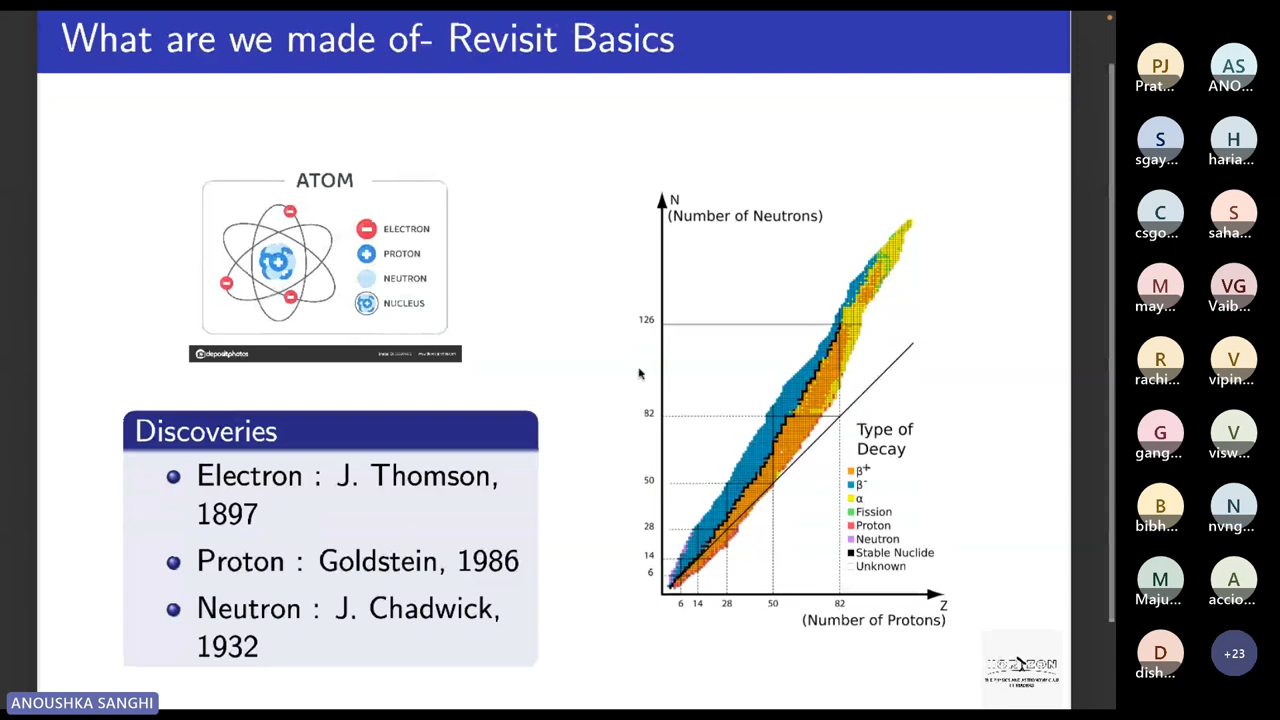 What are we made of- Revisit Basics
ATOM
ELECTRON
PROTON
NEUTRON
NUCLEUS
depositphotos
Discoveries
Electron : J. Thomson,
1897
Proton : Goldstein, 1986
Neutron : J. Chadwick,
1932
N
(Number of Neutrons)
126
82
50
28
14
6
6 14 28 50 82 Z
(Number of Protons)
Type of
Decay
β+
β-
α
Fission
Proton
Neutron
Stable Nuclide
Unknown
HORIZON
PJ AS
Prat... ANO...
S H
sgay... haria...
C S
csgo... saha...
M VG
may... Vaib...
R V
rachi... vipin...
G V
gang... visw...
B N
bibh... nvng...
M A
Maju... accio...
D +23
dish...
ANOUSHKA SANGHI